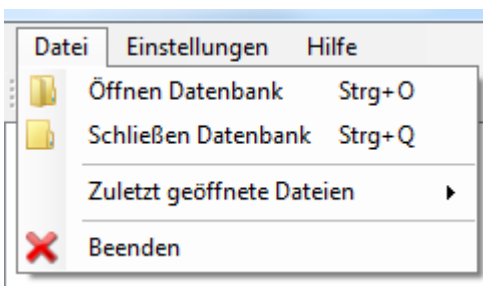 Datei Einstellungen Hilfe
Öffnen Datenbank Strg+O
Schließen Datenbank Strg+Q
Zuletzt geöffnete Dateien
Beenden